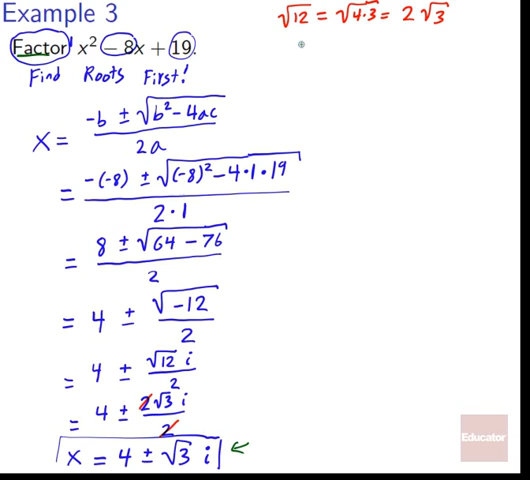 Example 3
√12 = √4·3 = 2√3
Factor x² − 8x + 19.
Find Roots First!
x = (-b ± √(b² − 4ac))/(2a)
= (-(-8) ± √((-8)² − 4·1·19))/(2·1)
= (8 ± √(64 − 76))/2
= 4 ± √(-12)/2
= 4 ± √12 i/2
= 4 ± 2√3 i/2
x = 4 ± √3 i
Educator